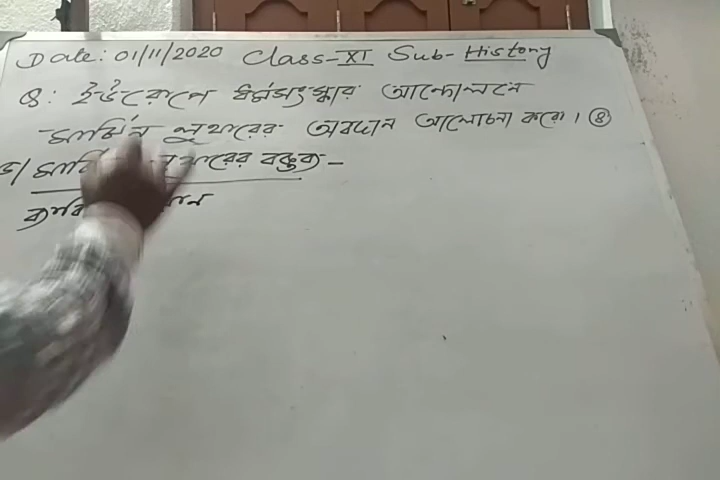 Date: 01/11/2020 Class-XI Sub- History
Q: ইউরোপে ধর্মসংস্কার আন্দোলনে
মার্টিন লুথারের অবদান আলোচনা করো। ⑧
বক্তব্য –